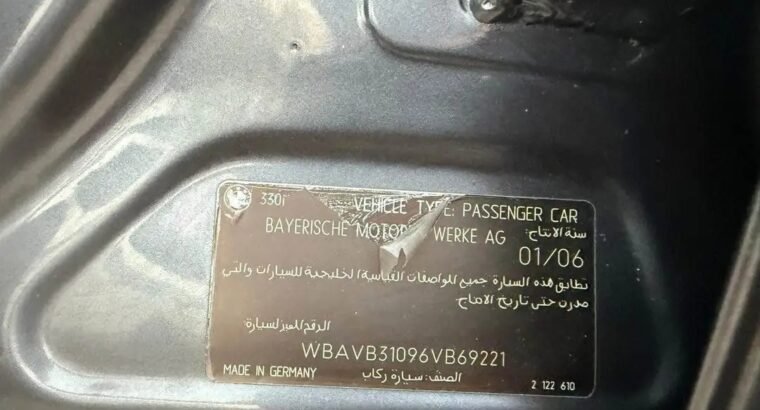 330i VEHICLE TYPE: PASSENGER CAR
BAYERISCHE MOTOR WERKE AG سنة الانتاج:
01/06
تطابق هذه السيارة جميع المواصفات القياسية الخليجية للسيارات والتى
صدرت حتى تاريخ الانتاج.
الرقم المميز للسيارة:
WBAVB31096VB69221
MADE IN GERMANY الصنف: سيارة ركاب 2 122 610